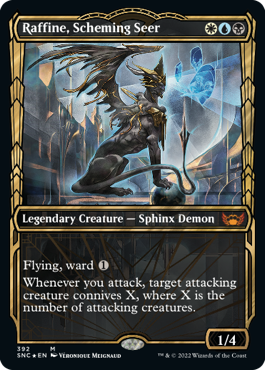 Raffine, Scheming Seer
Legendary Creature — Sphinx Demon
Flying, ward 1
Whenever you attack, target attacking
creature connives X, where X is the
number of attacking creatures.
1/4
392 M
SNC ★ EN Véronique Meignaud
™ & © 2022 Wizards of the Coast